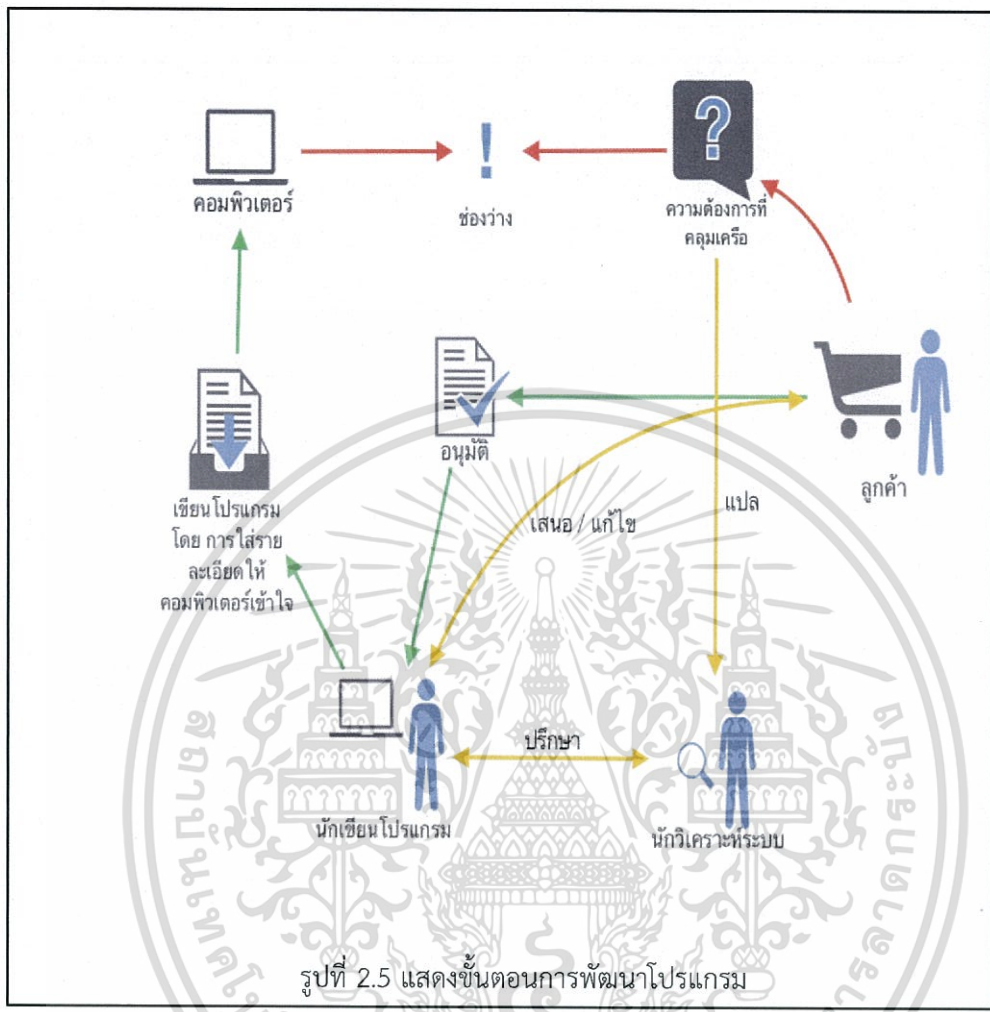 คอมพิวเตอร์
ช่องว่าง
ความต้องการที่
คลุมเครือ
อนุมัติ
ลูกค้า
เขียนโปรแกรม
โดย การใส่ราย
ละเอียดให้
คอมพิวเตอร์เข้าใจ
เสนอ / แก้ไข
แปล
ปรึกษา
นักเขียนโปรแกรม
นักวิเคราะห์ระบบ
รูปที่ 2.5 แสดงขั้นตอนการพัฒนาโปรแกรม